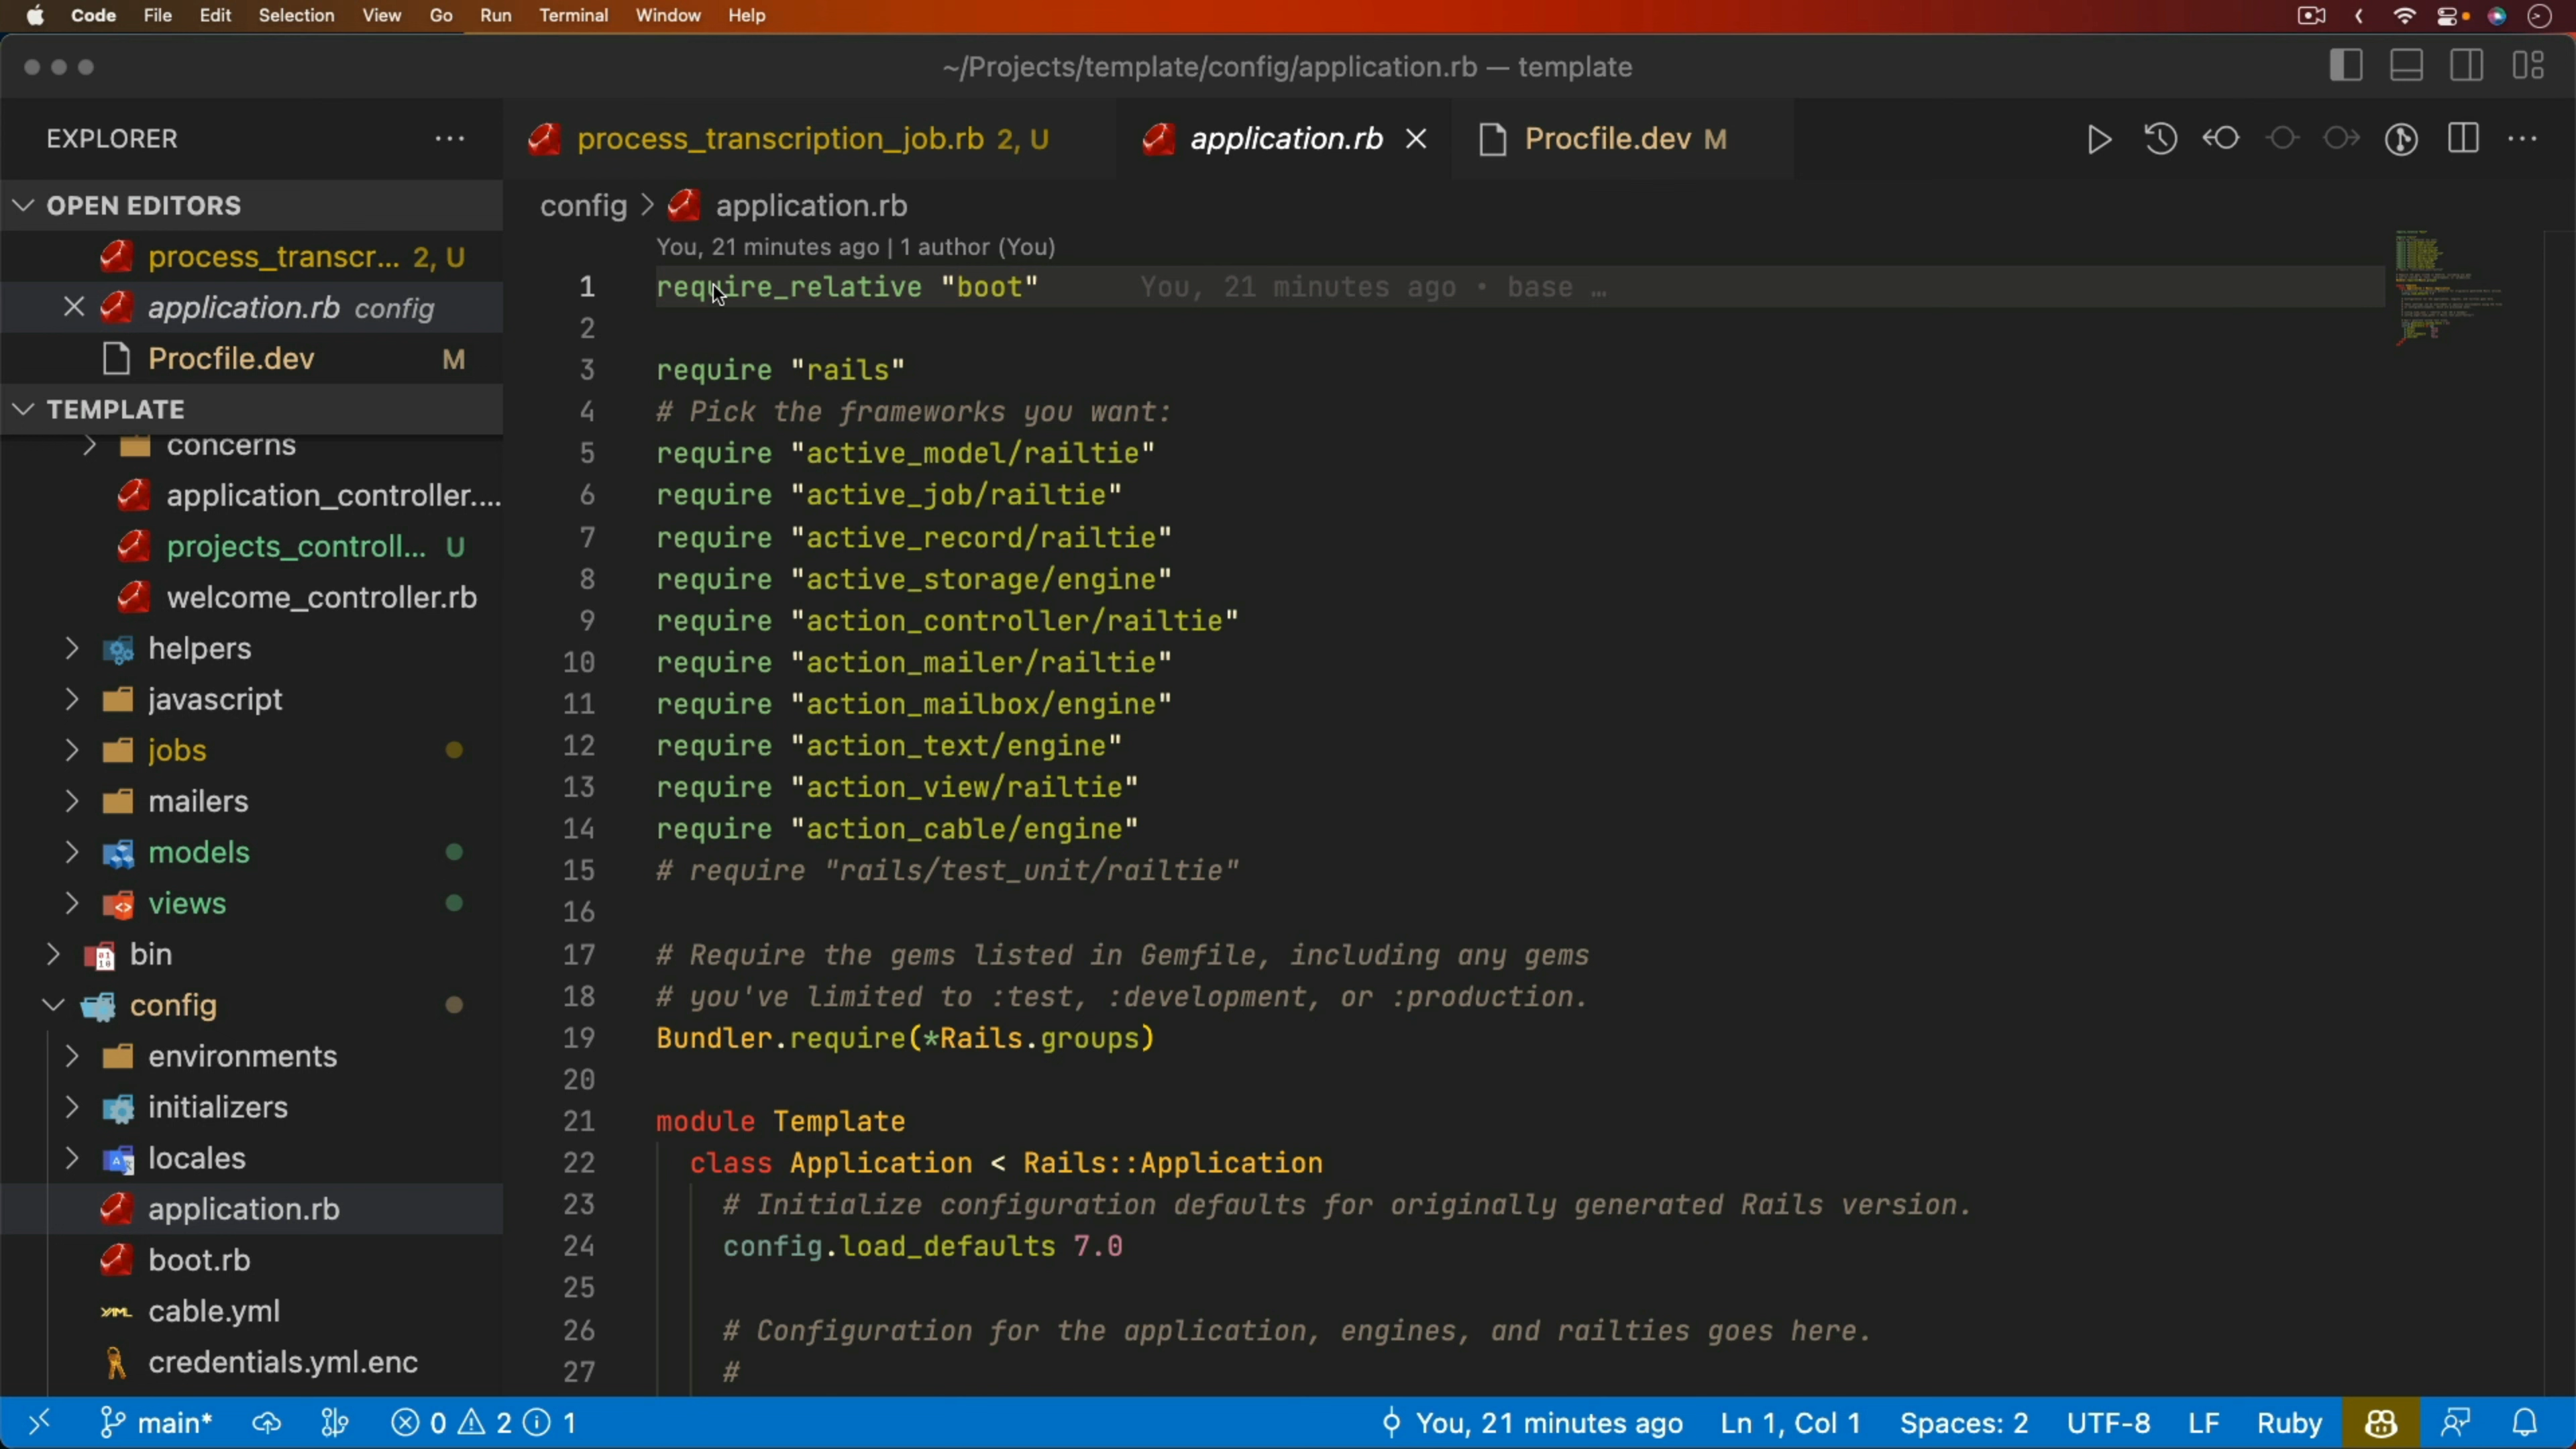 Code File Edit Selection View Go Run Terminal Window Help
~/Projects/template/config/application.rb — template
EXPLORER
process_transcription_job.rb 2, U
application.rb
Procfile.dev M
OPEN EDITORS
process_transcr... 2, U
application.rb config
Procfile.dev M
TEMPLATE
concerns
application_controller....
projects_controll... U
welcome_controller.rb
helpers
javascript
jobs
mailers
models
views
bin
config
environments
initializers
locales
application.rb
boot.rb
cable.yml
credentials.yml.enc
config > application.rb
You, 21 minutes ago | 1 author (You)
1 require_relative "boot" You, 21 minutes ago • base …
2
3 require "rails"
4 # Pick the frameworks you want:
5 require "active_model/railtie"
6 require "active_job/railtie"
7 require "active_record/railtie"
8 require "active_storage/engine"
9 require "action_controller/railtie"
10 require "action_mailer/railtie"
11 require "action_mailbox/engine"
12 require "action_text/engine"
13 require "action_view/railtie"
14 require "action_cable/engine"
15 # require "rails/test_unit/railtie"
16
17 # Require the gems listed in Gemfile, including any gems
18 # you've limited to :test, :development, or :production.
19 Bundler.require(*Rails.groups)
20
21 module Template
22 class Application < Rails::Application
23 # Initialize configuration defaults for originally generated Rails version.
24 config.load_defaults 7.0
25
26 # Configuration for the application, engines, and railties goes here.
27 #
main* 0 2 1 You, 21 minutes ago Ln 1, Col 1 Spaces: 2 UTF-8 LF Ruby